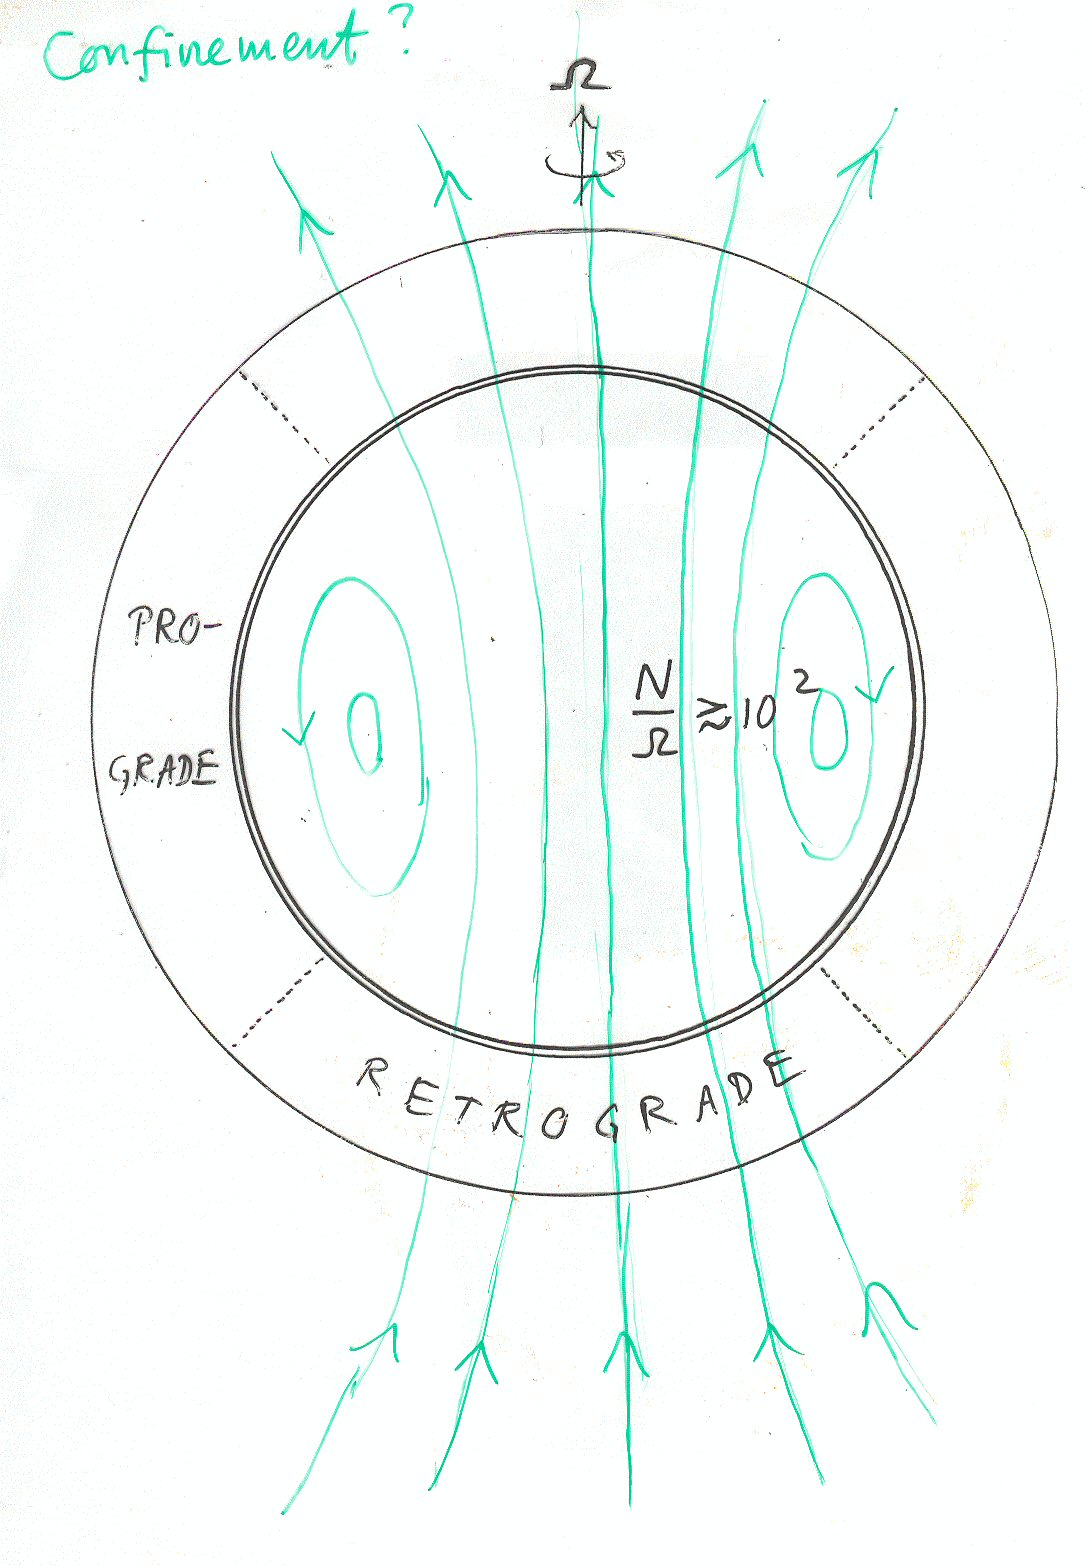 Confinement?
Ω
PRO-
GRADE
N/Ω ≳ 10²
RETROGRADE